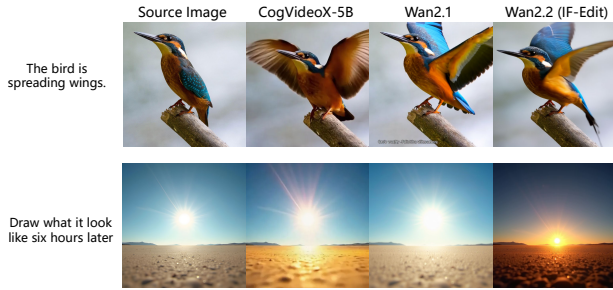 Source Image
CogVideoX-5B
Wan2.1
Wan2.2 (IF-Edit)
The bird is
spreading wings.
Draw what it look
like six hours later